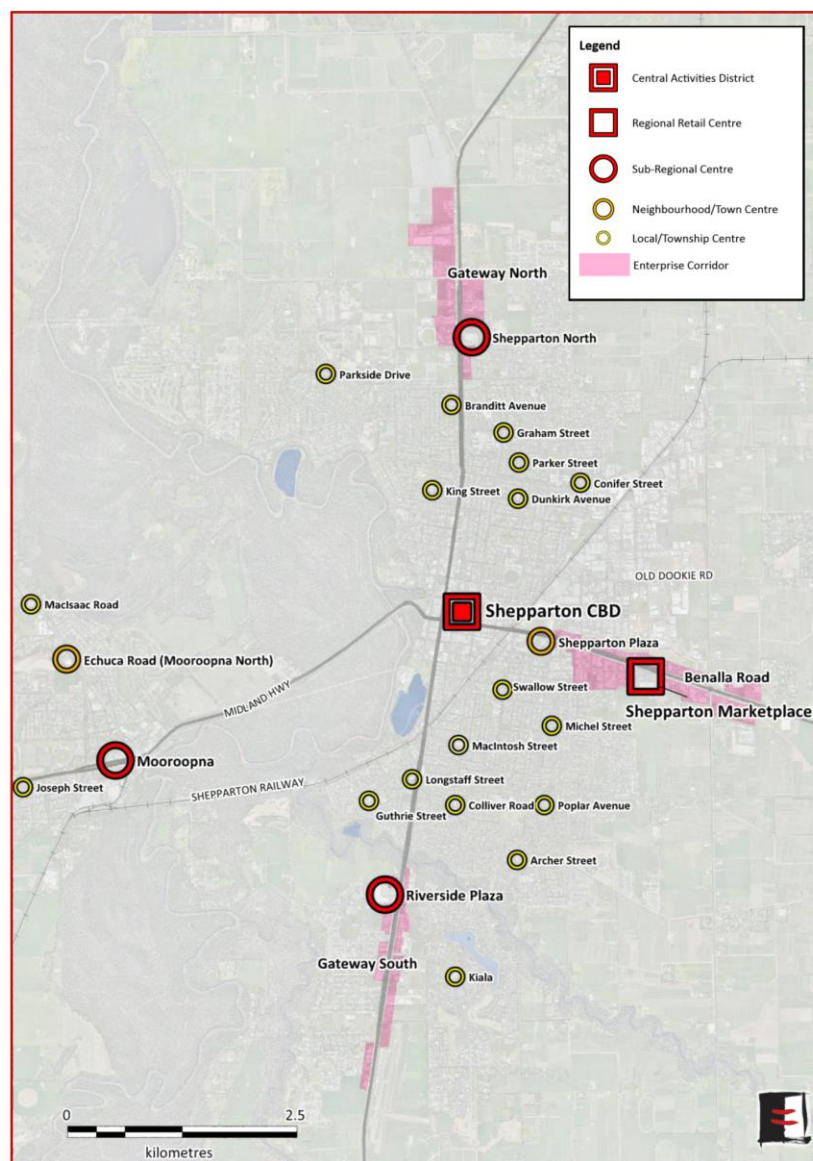 Legend
Central Activities District
Regional Retail Centre
Sub-Regional Centre
Neighbourhood/Town Centre
Local/Township Centre
Enterprise Corridor
Gateway North
Shepparton North
Parkside Drive
Branditt Avenue
Graham Street
Parker Street
Conifer Street
King Street
Dunkirk Avenue
OLD DOOKIE RD
MacIsaac Road
Shepparton CBD
Shepparton Plaza
Echuca Road (Mooroopna North)
Benalla Road
Swallow Street
Shepparton Marketplace
MIDLAND HWY
Michel Street
MacIntosh Street
Mooroopna
Longstaff Street
Joseph Street
SHEPPARTON RAILWAY
Guthrie Street
Colliver Road
Poplar Avenue
Archer Street
Riverside Plaza
Gateway South
Kiala
0 2.5
kilometres